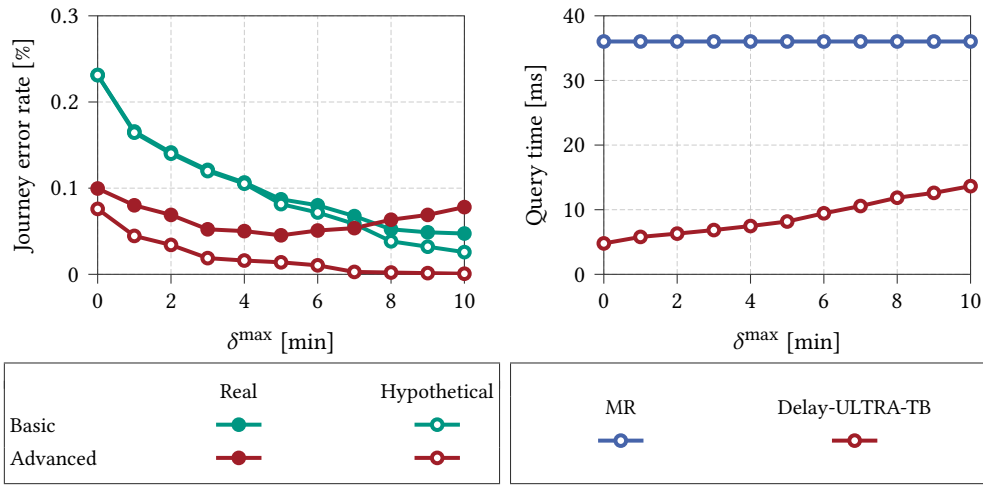 Journey error rate [%]
0.3
0.2
0.1
0
0 2 4 6 8 10
δmax [min]
Query time [ms]
40
30
20
10
0
0 2 4 6 8 10
δmax [min]
Real Hypothetical
Basic
Advanced
MR Delay-ULTRA-TB